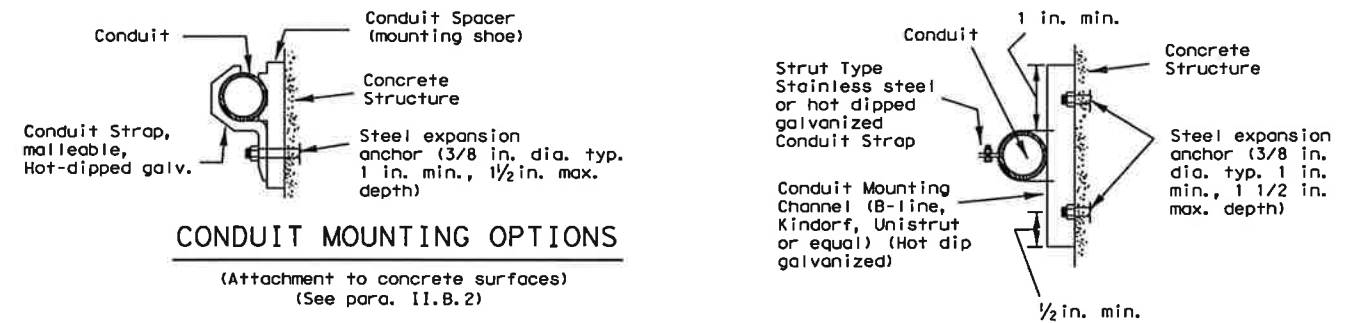 Conduit
Conduit Spacer
(mounting shoe)
Concrete
Structure
Conduit Strap,
malleable,
Hot-dipped galv.
Steel expansion
anchor (3/8 in. dia. typ.
1 in. min., 1½ in. max.
depth)
CONDUIT MOUNTING OPTIONS
(Attachment to concrete surfaces)
(See para. II.B.2)
1 in. min.
Conduit
Concrete
Structure
Strut Type
Stainless steel
or hot dipped
galvanized
Conduit Strap
Steel expansion
anchor (3/8 in.
dia. typ. 1 in.
min., 1 1/2 in.
max. depth)
Conduit Mounting
Channel (B-line,
Kindorf, Unistrut
or equal) (Hot dip
galvanized)
½ in. min.